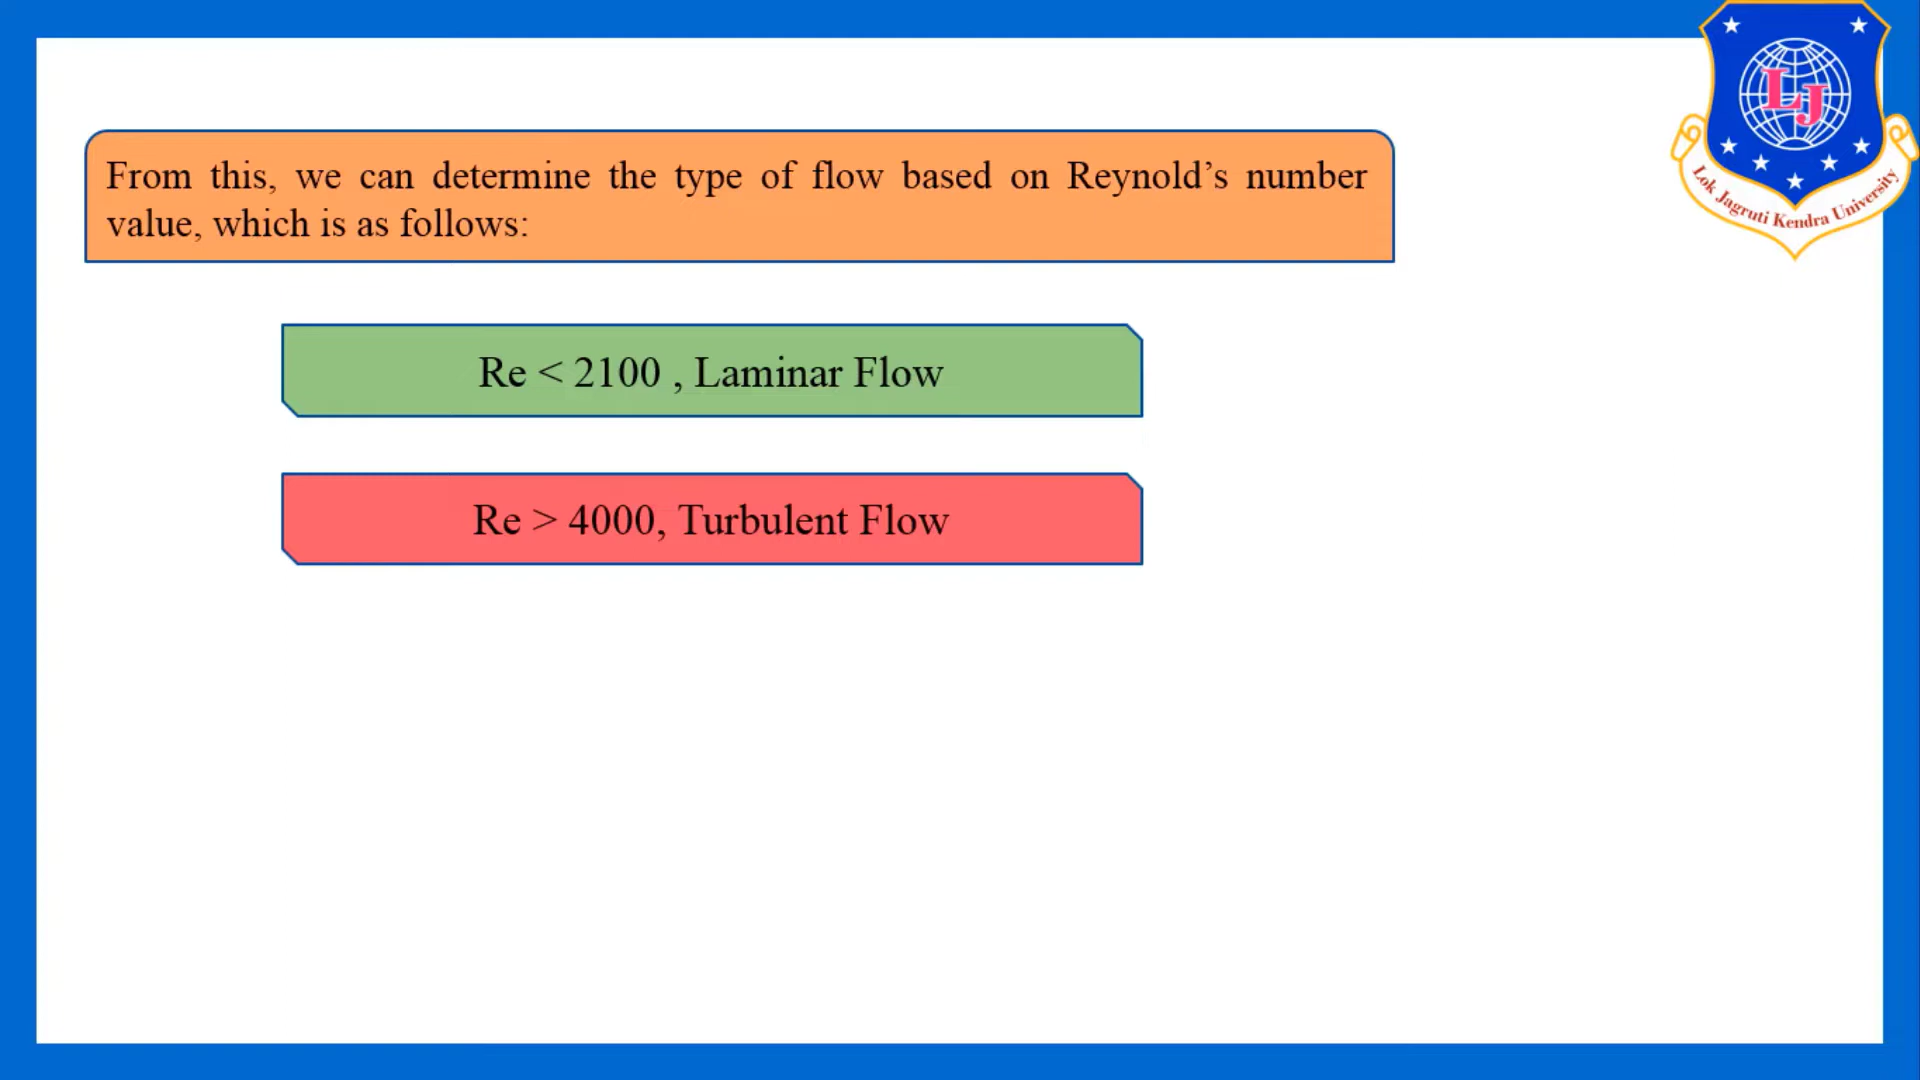 From this, we can determine the type of flow based on Reynold’s number
value, which is as follows:
Re < 2100 , Laminar Flow
Re > 4000, Turbulent Flow
LJ
Lok Jagruti Kendra University